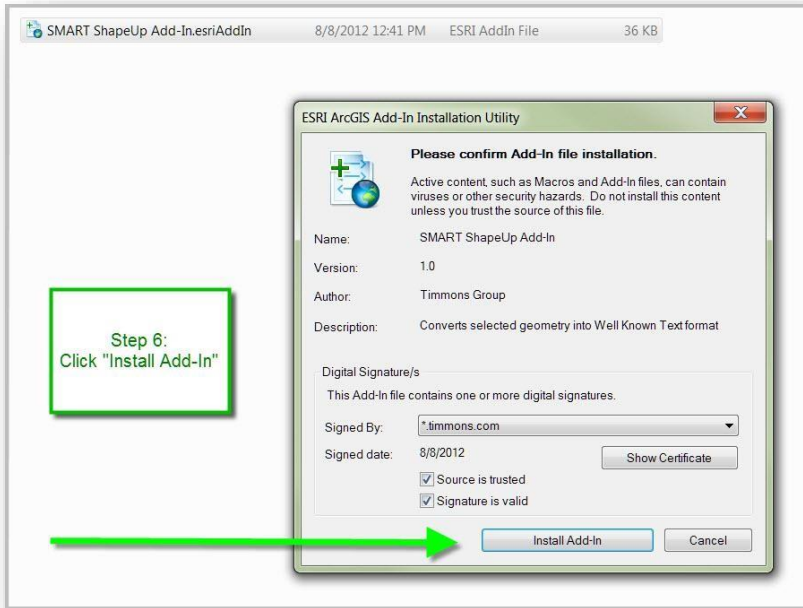 SMART ShapeUp Add-In.esriAddIn 8/8/2012 12:41 PM ESRI AddIn File 36 KB
ESRI ArcGIS Add-In Installation Utility
Please confirm Add-In file installation.
Active content, such as Macros and Add-In files, can contain
viruses or other security hazards. Do not install this content
unless you trust the source of this file.
Name: SMART ShapeUp Add-In
Version: 1.0
Author: Timmons Group
Description: Converts selected geometry into Well Known Text format
Step 6:
Click "Install Add-In"
Digital Signature/s
This Add-In file contains one or more digital signatures.
Signed By: *.timmons.com
Signed date: 8/8/2012
Show Certificate
Source is trusted
Signature is valid
Install Add-In Cancel